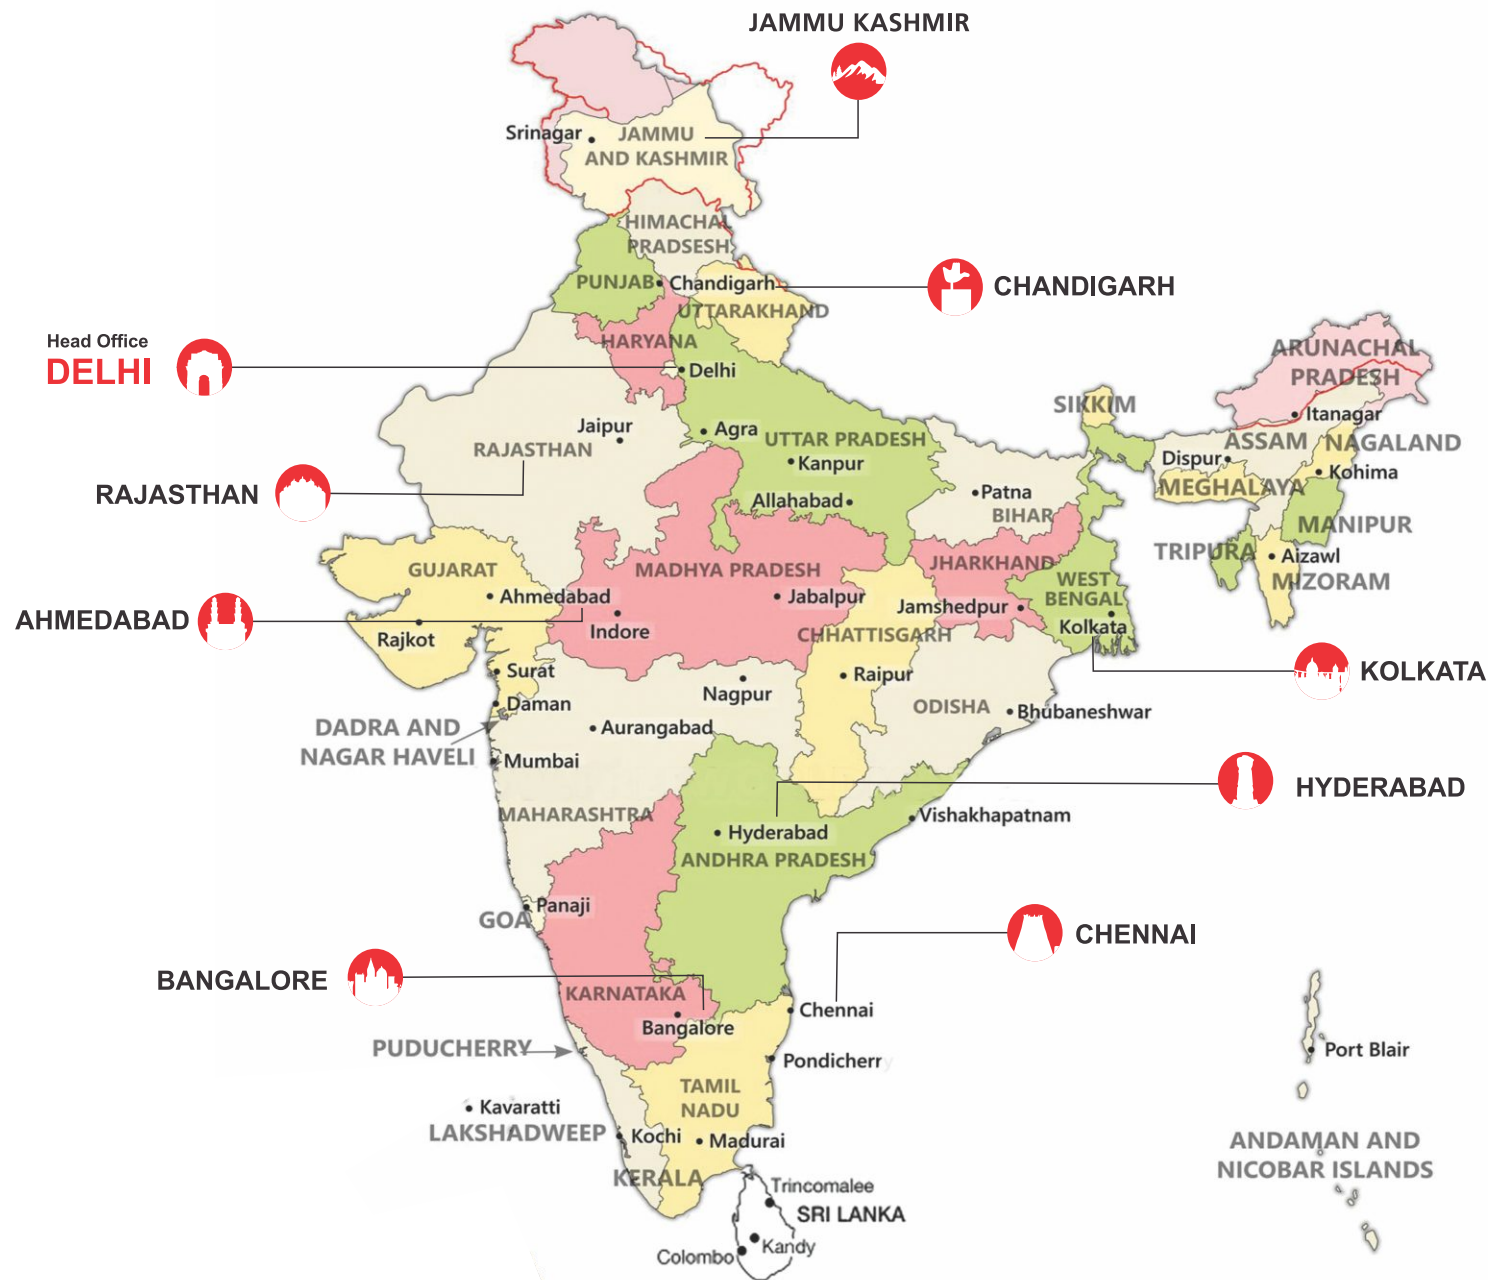 JAMMU KASHMIR
Srinagar
JAMMU
AND KASHMIR
HIMACHAL
PRADSESH
PUNJAB
Chandigarh
CHANDIGARH
UTTARAKHAND
HARYANA
Head Office
DELHI
Delhi
ARUNACHAL
PRADESH
SIKKIM
Itanagar
Jaipur
Agra
UTTAR PRADESH
ASSAM
NAGALAND
RAJASTHAN
Kanpur
Dispur
Kohima
MEGHALAYA
RAJASTHAN
Allahabad
Patna
BIHAR
MANIPUR
TRIPURA
Aizawl
MIZORAM
GUJARAT
MADHYA PRADESH
JHARKHAND
WEST
BENGAL
Ahmedabad
Jabalpur
Jamshedpur
AHMEDABAD
Indore
Kolkata
Rajkot
CHHATTISGARH
Surat
Raipur
KOLKATA
Nagpur
Daman
ODISHA
Bhubaneshwar
DADRA AND
NAGAR HAVELI
Aurangabad
Mumbai
HYDERABAD
MAHARASHTRA
Vishakhapatnam
Hyderabad
ANDHRA PRADESH
Panaji
GOA
CHENNAI
BANGALORE
KARNATAKA
Chennai
Bangalore
PUDUCHERRY
Pondicherr
Port Blair
TAMIL
NADU
Kavaratti
LAKSHADWEEP
Kochi
Madurai
ANDAMAN AND
NICOBAR ISLANDS
KERALA
Trincomalee
SRI LANKA
Kandy
Colombo